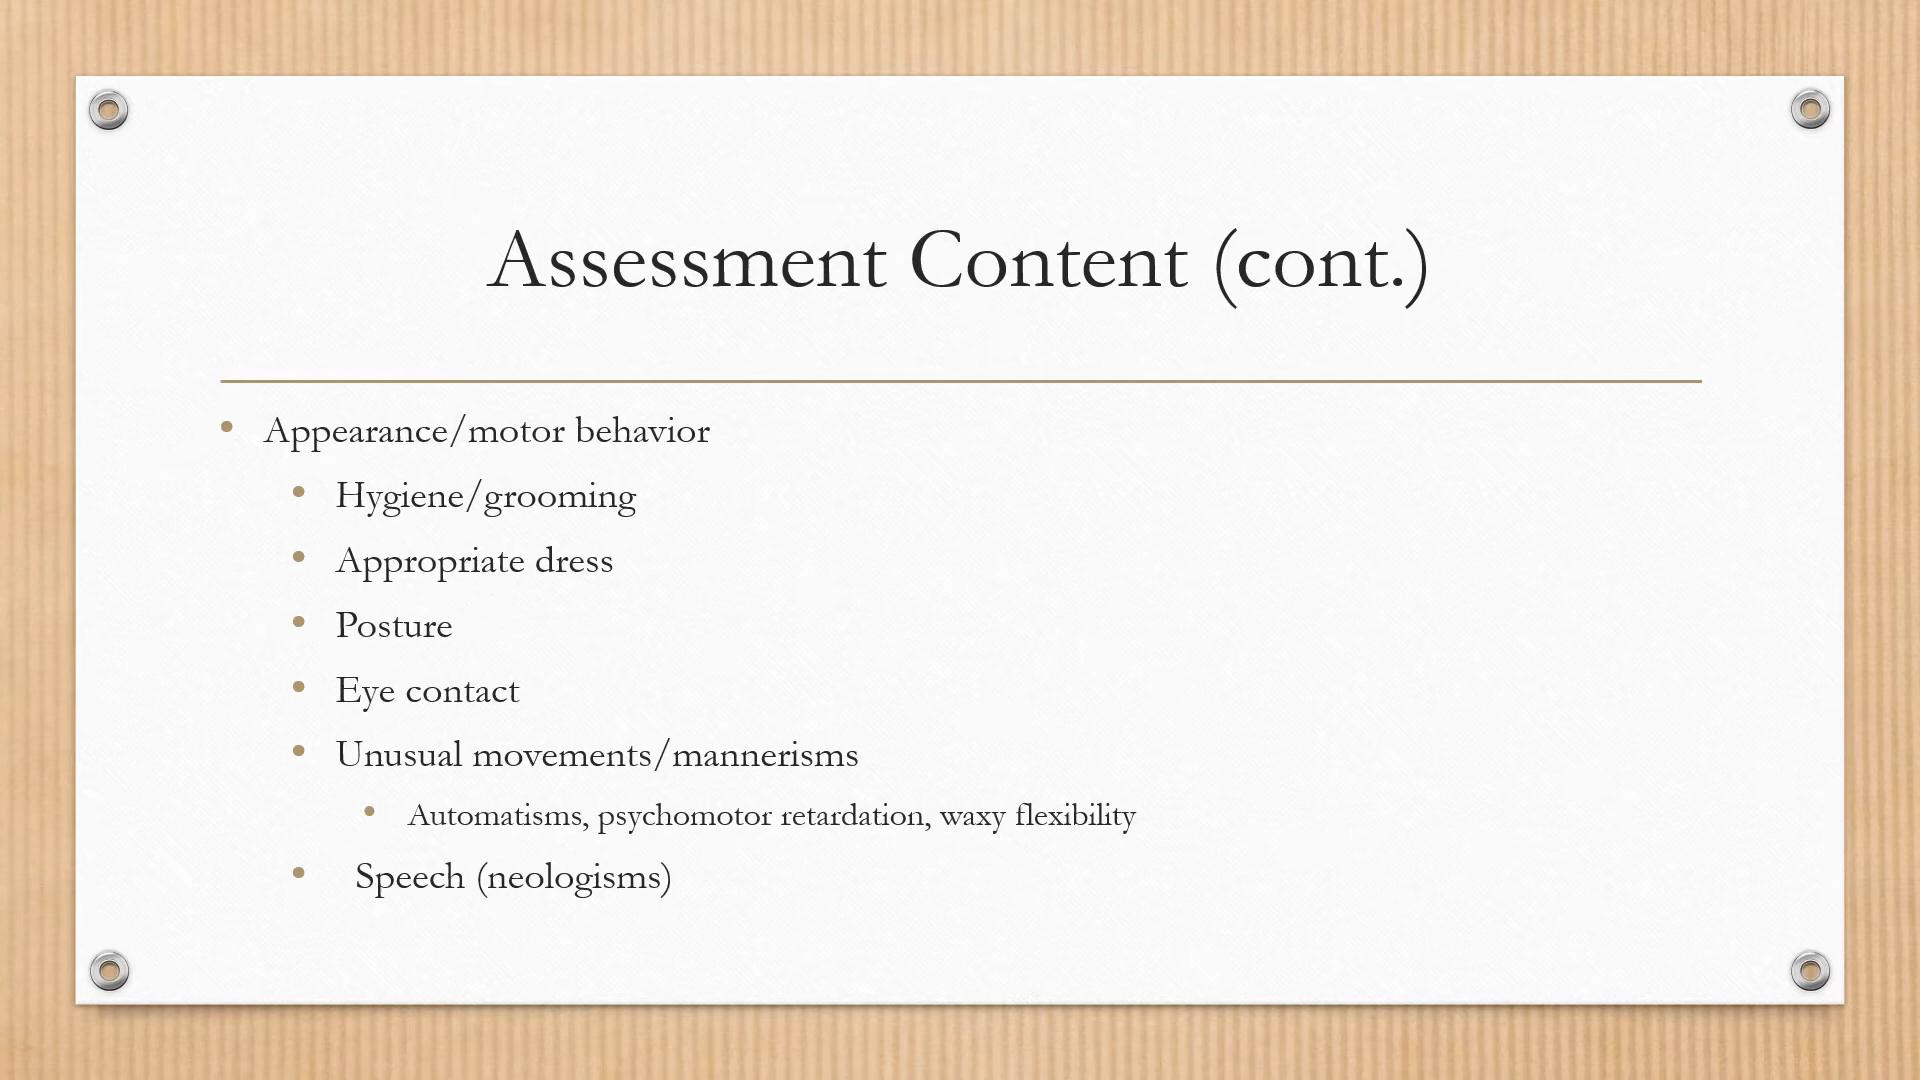 Assessment Content (cont.)
• Appearance/motor behavior
• Hygiene/grooming
• Appropriate dress
• Posture
• Eye contact
• Unusual movements/mannerisms
• Automatisms, psychomotor retardation, waxy flexibility
• Speech (neologisms)